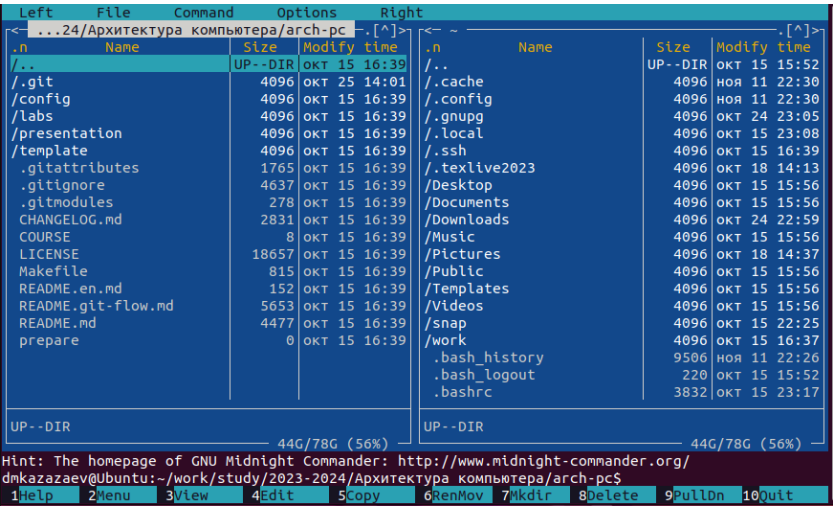 Left File Command Options Right
<─ ...24/Архитектура компьютера/arch-pc ─.[^]>
.n Name Size Modify time
/.. UP--DIR окт 15 16:39
/.git 4096 окт 25 14:01
/config 4096 окт 15 16:39
/labs 4096 окт 15 16:39
/presentation 4096 окт 15 16:39
/template 4096 окт 15 16:39
.gitattributes 1765 окт 15 16:39
.gitignore 4637 окт 15 16:39
.gitmodules 278 окт 15 16:39
CHANGELOG.md 2831 окт 15 16:39
COURSE 8 окт 15 16:39
LICENSE 18657 окт 15 16:39
Makefile 815 окт 15 16:39
README.en.md 152 окт 15 16:39
README.git-flow.md 5653 окт 15 16:39
README.md 4477 окт 15 16:39
prepare 0 окт 15 16:39
UP--DIR
44G/78G (56%)
<─ ~ ─.[^]>
.n Name Size Modify time
/.. UP--DIR окт 15 15:52
/.cache 4096 ноя 11 22:30
/.config 4096 ноя 11 22:30
/.gnupg 4096 окт 24 23:05
/.local 4096 окт 15 23:08
/.ssh 4096 окт 15 16:39
/.texlive2023 4096 окт 18 14:13
/Desktop 4096 окт 15 15:56
/Documents 4096 окт 15 15:56
/Downloads 4096 окт 24 22:59
/Music 4096 окт 15 15:56
/Pictures 4096 окт 18 14:37
/Public 4096 окт 15 15:56
/Templates 4096 окт 15 15:56
/Videos 4096 окт 15 15:56
/snap 4096 окт 15 22:25
/work 4096 окт 15 16:37
.bash_history 9506 ноя 11 22:26
.bash_logout 220 окт 15 15:52
.bashrc 3832 окт 15 23:17
UP--DIR
44G/78G (56%)
Hint: The homepage of GNU Midnight Commander: http://www.midnight-commander.org/
dmkazazaev@Ubuntu:~/work/study/2023-2024/Архитектура компьютера/arch-pc$
1Help 2Menu 3View 4Edit 5Copy 6RenMov 7Mkdir 8Delete 9PullDn 10Quit